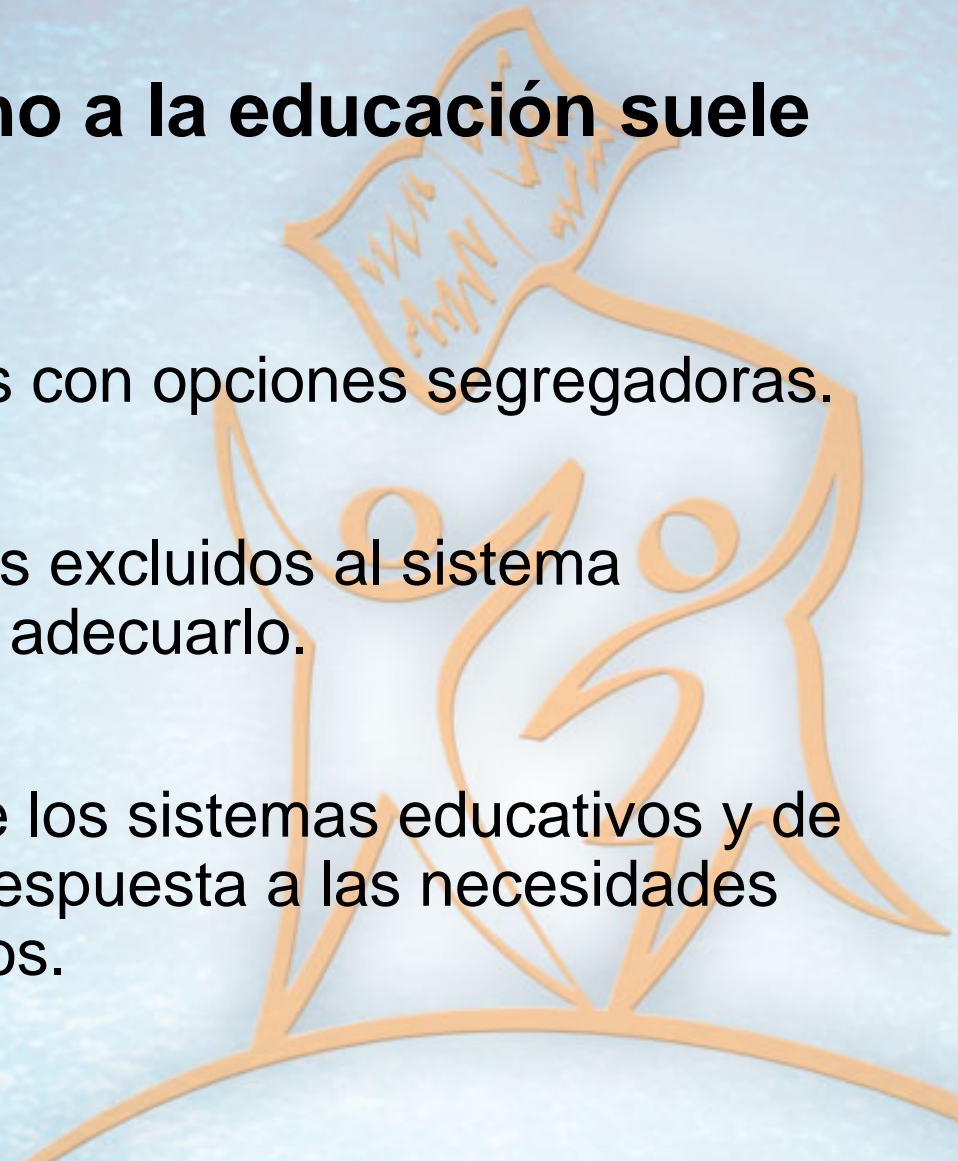 no a la educación suele
s con opciones segregadoras.
s excluidos al sistema
adecuarlo.
e los sistemas educativos y de
espuesta a las necesidades
os.